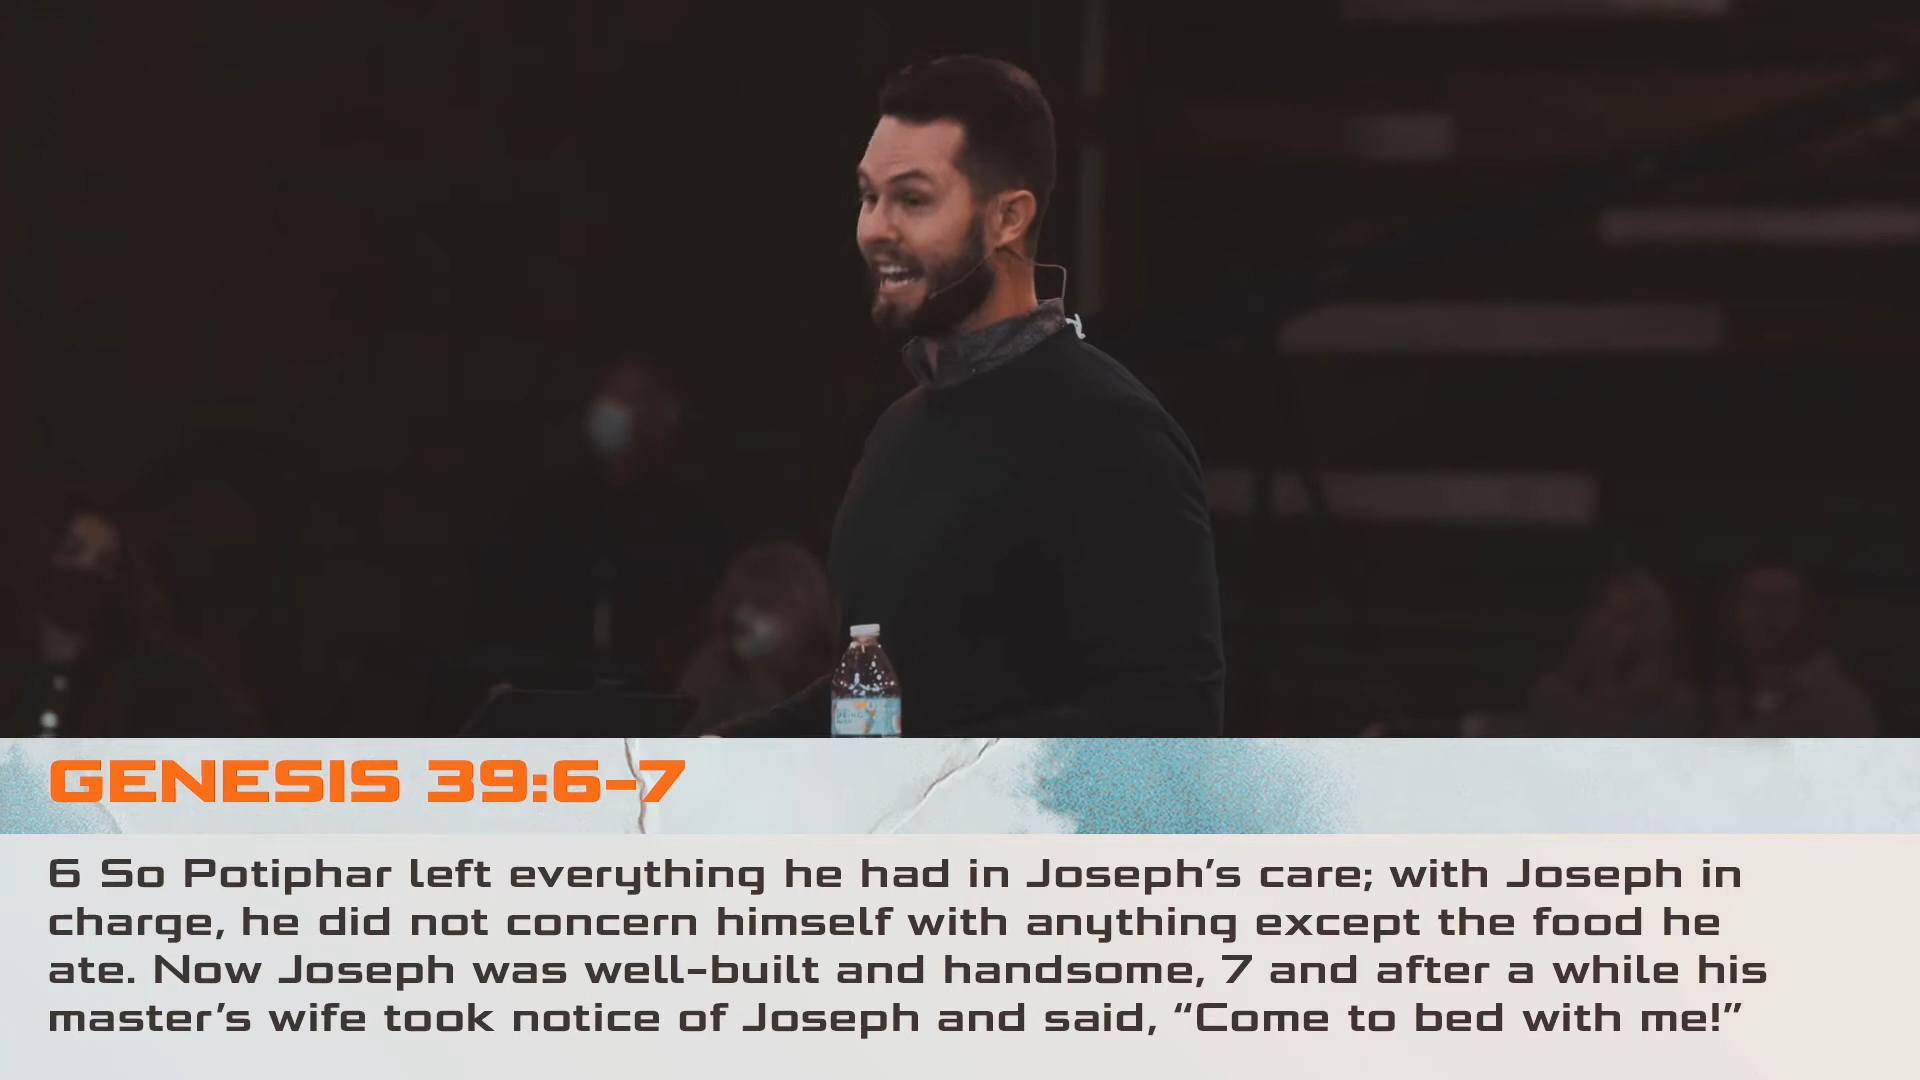 GENESIS 39:6-7
6 So Potiphar left everything he had in Joseph’s care; with Joseph in
charge, he did not concern himself with anything except the food he
ate. Now Joseph was well-built and handsome, 7 and after a while his
master’s wife took notice of Joseph and said, “Come to bed with me!”